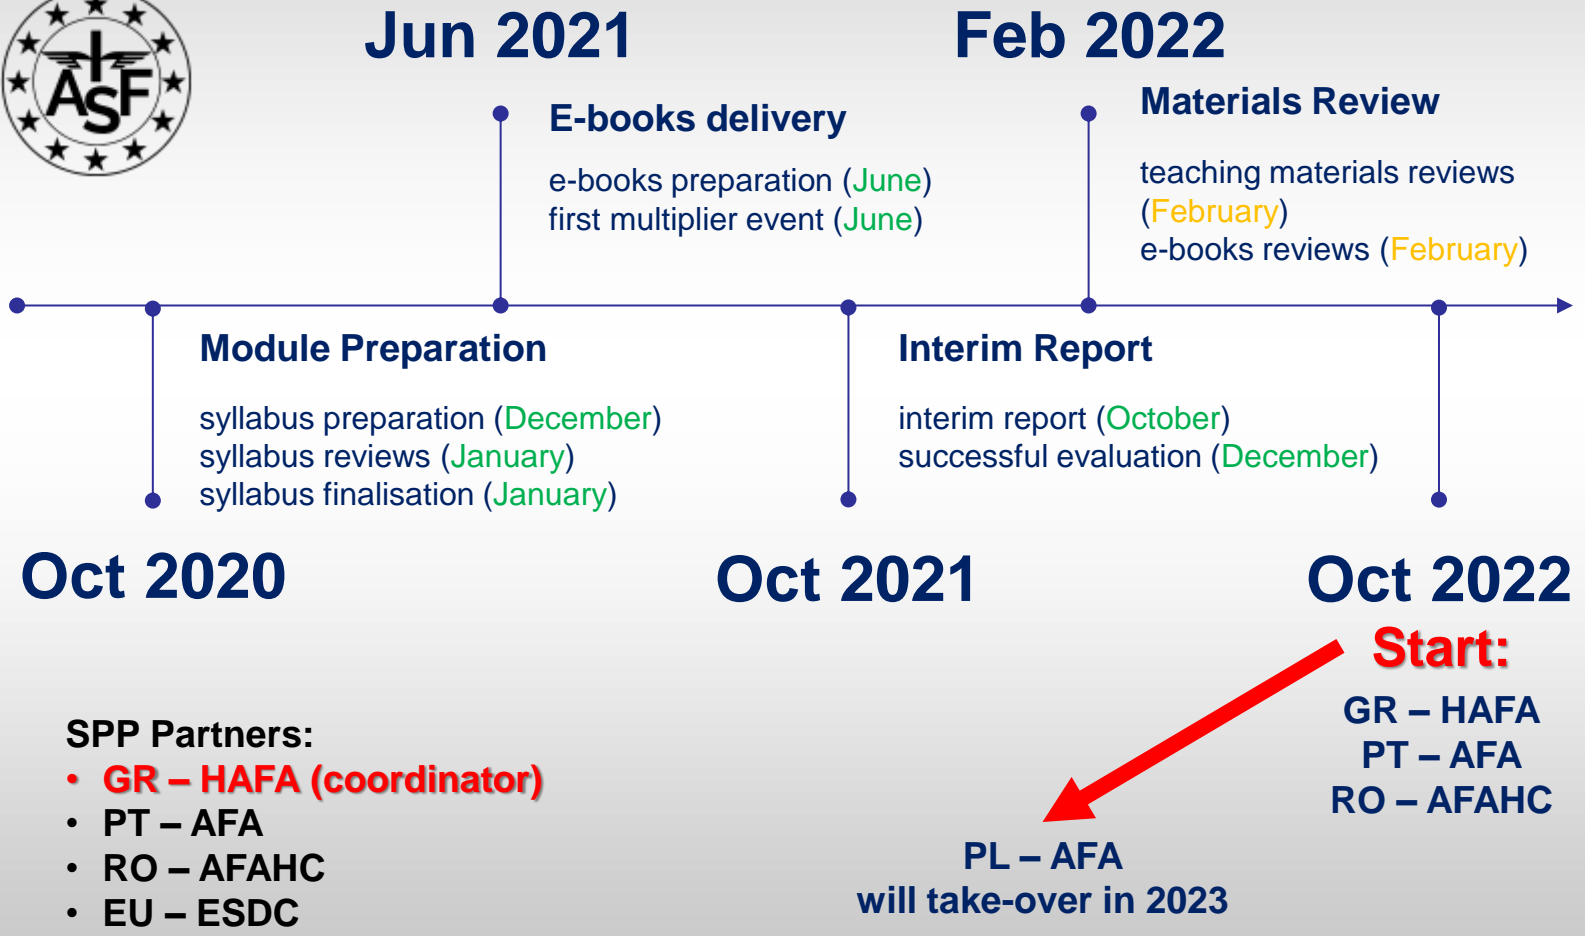 ASF
Jun 2021
Feb 2022
E-books delivery
e-books preparation (June)
first multiplier event (June)
Materials Review
teaching materials reviews
(February)
e-books reviews (February)
Module Preparation
syllabus preparation (December)
syllabus reviews (January)
syllabus finalisation (January)
Interim Report
interim report (October)
successful evaluation (December)
Oct 2020
Oct 2021
Oct 2022
Start:
GR – HAFA
PT – AFA
RO – AFAHC
SPP Partners:
• GR – HAFA (coordinator)
• PT – AFA
• RO – AFAHC
• EU – ESDC
PL – AFA
will take-over in 2023